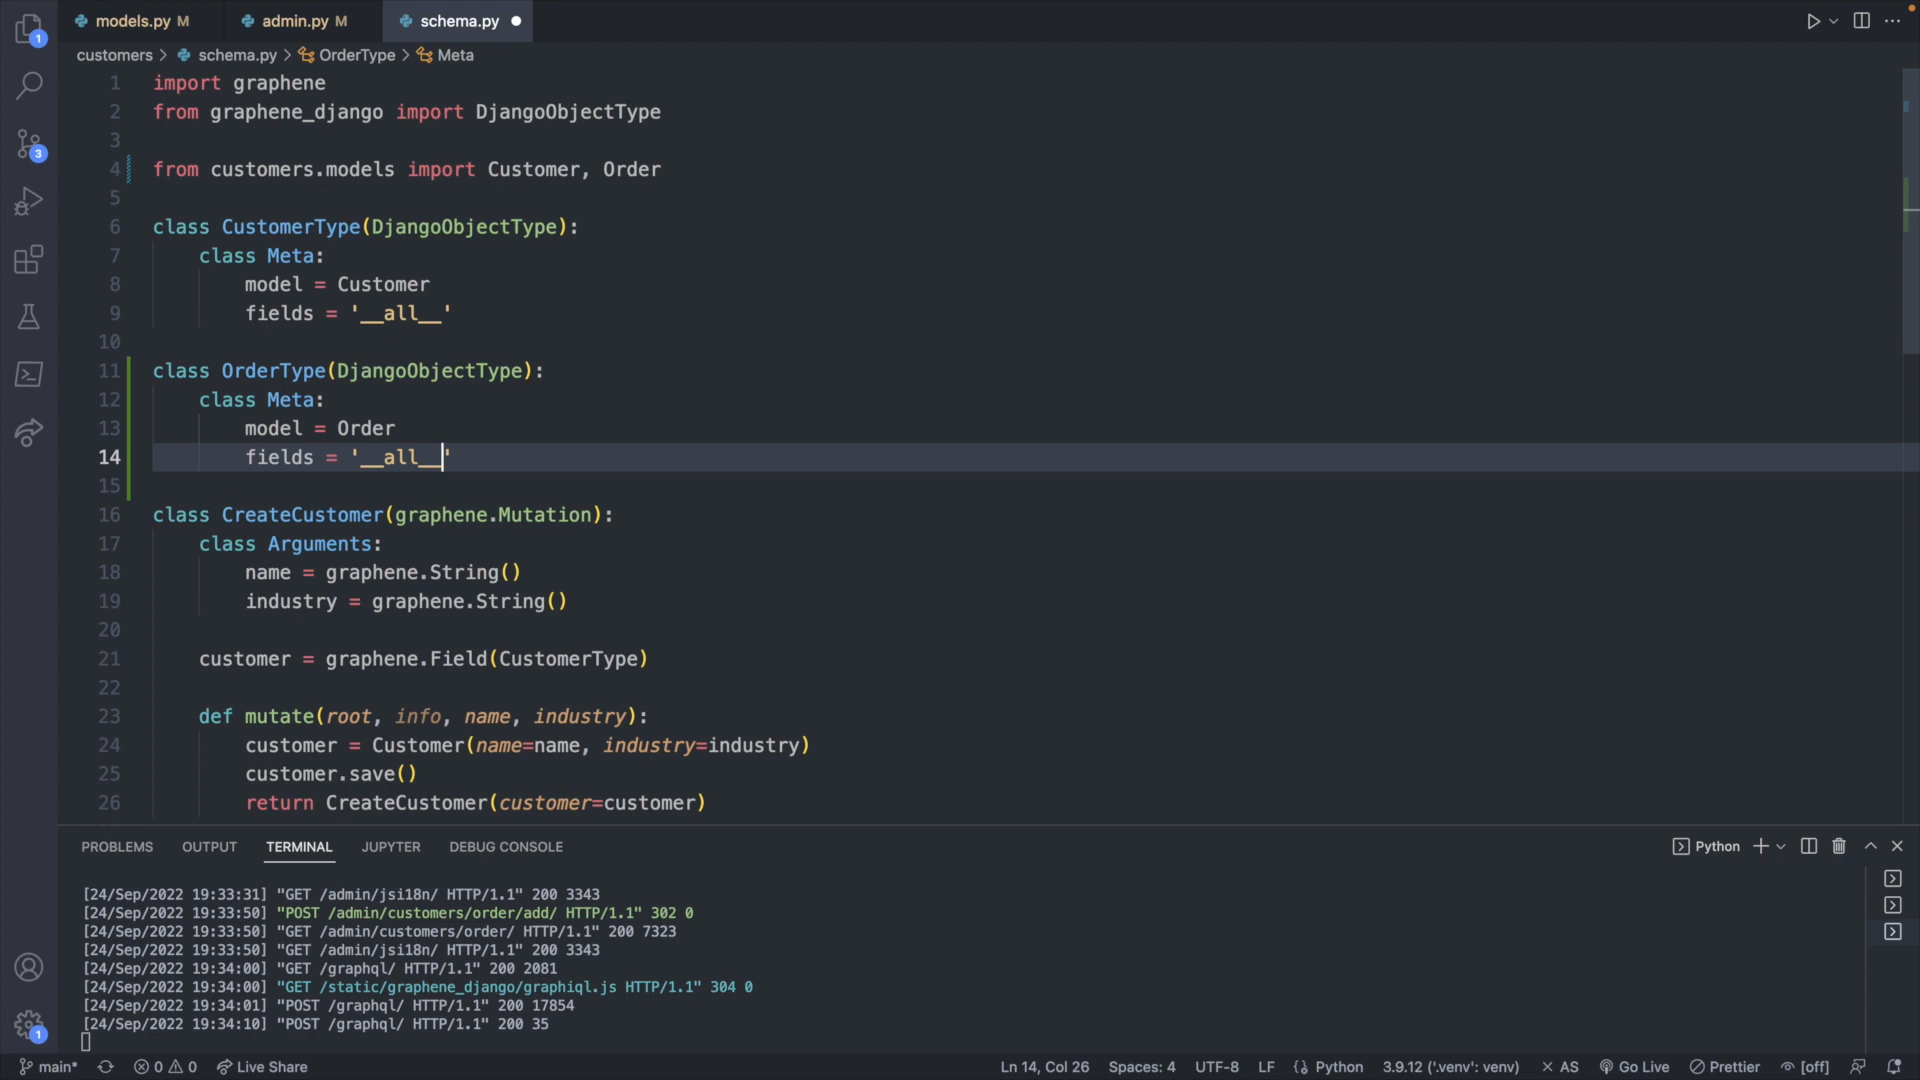 models.py M
admin.py M
schema.py
customers > schema.py > OrderType > Meta
1 import graphene
2 from graphene_django import DjangoObjectType
3
4 from customers.models import Customer, Order
5
6 class CustomerType(DjangoObjectType):
7 class Meta:
8 model = Customer
9 fields = '__all__'
10
11 class OrderType(DjangoObjectType):
12 class Meta:
13 model = Order
14 fields = '__all__'
15
16 class CreateCustomer(graphene.Mutation):
17 class Arguments:
18 name = graphene.String()
19 industry = graphene.String()
20
21 customer = graphene.Field(CustomerType)
22
23 def mutate(root, info, name, industry):
24 customer = Customer(name=name, industry=industry)
25 customer.save()
26 return CreateCustomer(customer=customer)
1
3
1
PROBLEMS OUTPUT TERMINAL JUPYTER DEBUG CONSOLE
Python
[24/Sep/2022 19:33:31] "GET /admin/jsi18n/ HTTP/1.1" 200 3343
[24/Sep/2022 19:33:50] "POST /admin/customers/order/add/ HTTP/1.1" 302 0
[24/Sep/2022 19:33:50] "GET /admin/customers/order/ HTTP/1.1" 200 7323
[24/Sep/2022 19:33:50] "GET /admin/jsi18n/ HTTP/1.1" 200 3343
[24/Sep/2022 19:34:00] "GET /graphql/ HTTP/1.1" 200 2081
[24/Sep/2022 19:34:00] "GET /static/graphene_django/graphiql.js HTTP/1.1" 304 0
[24/Sep/2022 19:34:01] "POST /graphql/ HTTP/1.1" 200 17854
[24/Sep/2022 19:34:10] "POST /graphql/ HTTP/1.1" 200 35
main* 0 0 Live Share Ln 14, Col 26 Spaces: 4 UTF-8 LF {} Python 3.9.12 ('.venv': venv) × AS Go Live Prettier [off]